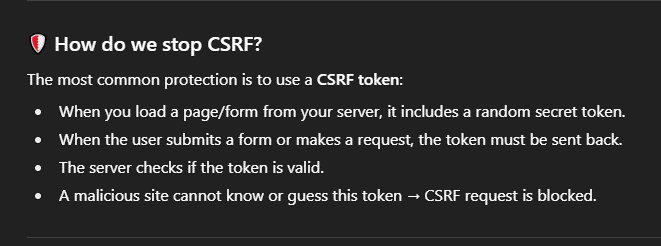 🛡️ How do we stop CSRF?
The most common protection is to use a CSRF token:
• When you load a page/form from your server, it includes a random secret token.
• When the user submits a form or makes a request, the token must be sent back.
• The server checks if the token is valid.
• A malicious site cannot know or guess this token → CSRF request is blocked.